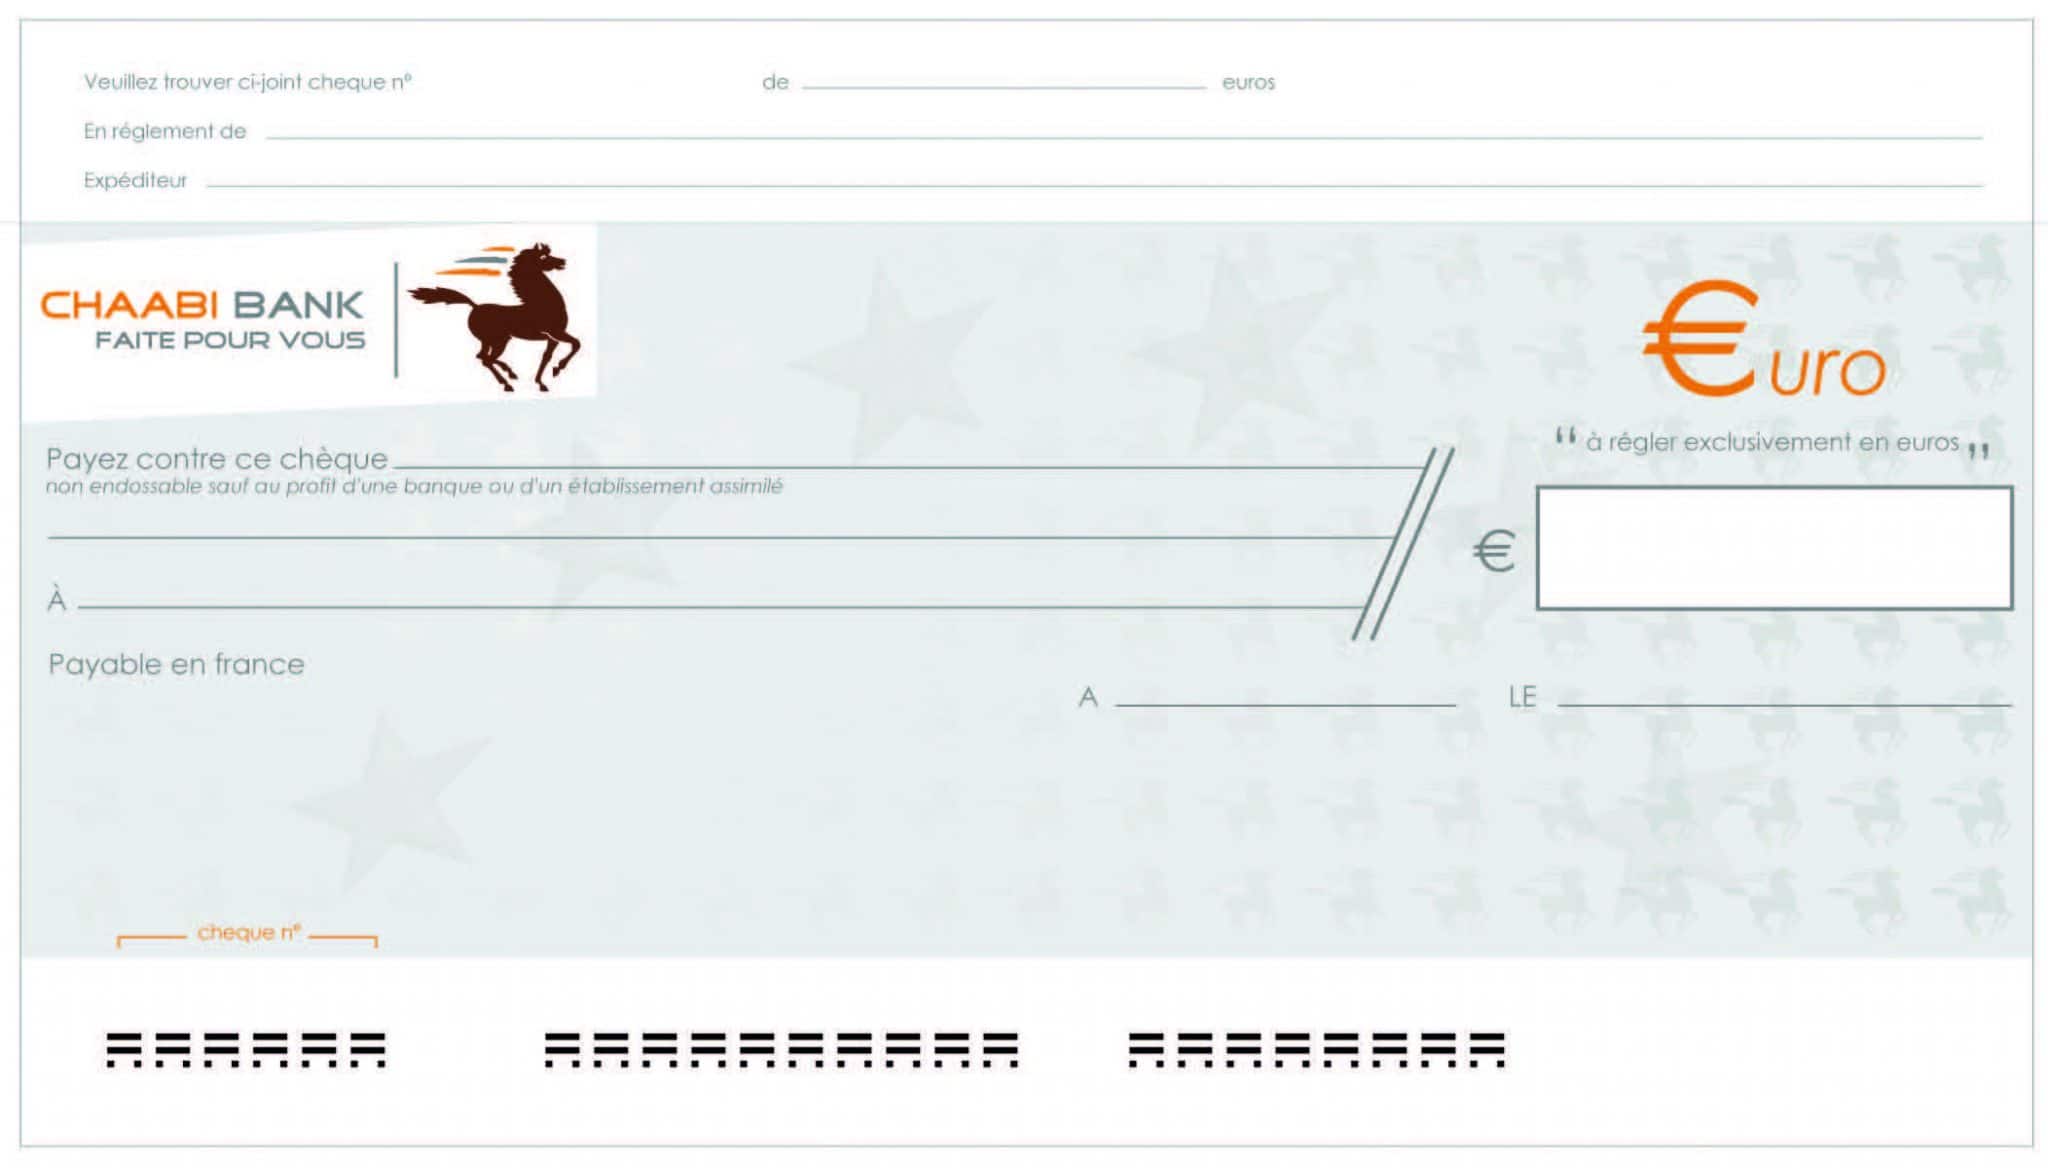 Veuillez trouver ci-joint cheque n° de euros
En réglement de
Expéditeur
CHAABI BANK
FAITE POUR VOUS
€uro
“ à régler exclusivement en euros „
Payez contre ce chèque
non endossable sauf au profit d'une banque ou d'un établissement assimilé
€
À
Payable en france
A LE
cheque n°